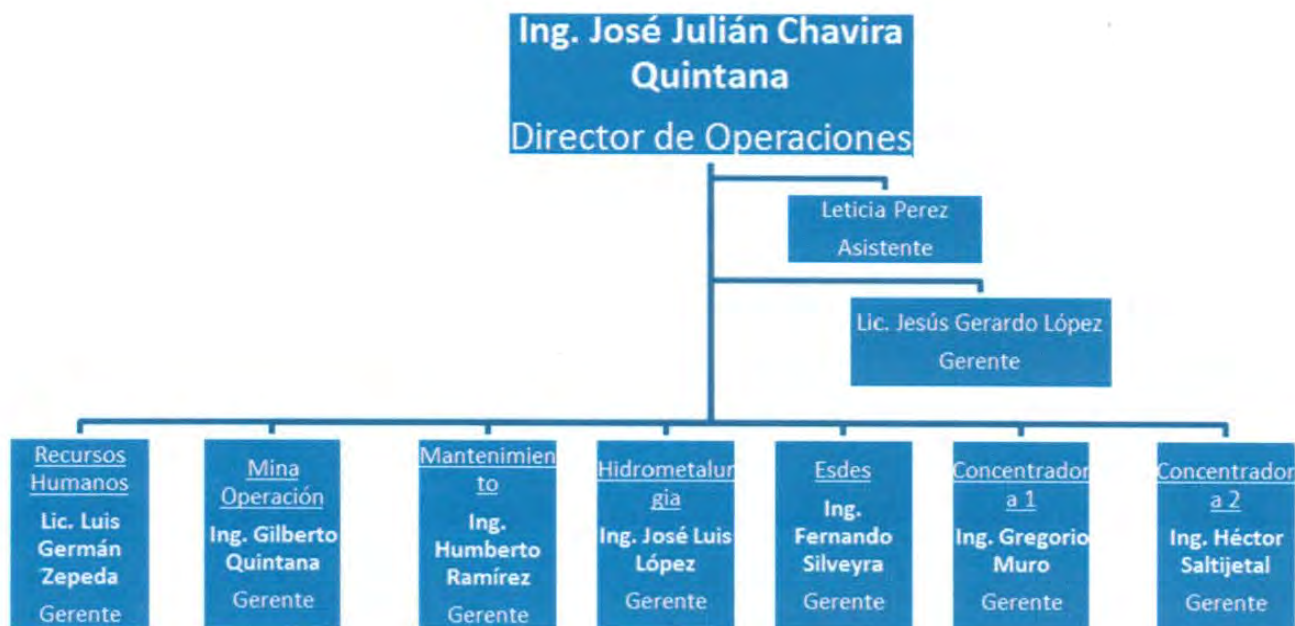 Ing. José Julián Chavira
Quintana
Director de Operaciones
Leticia Perez
Asistente
Lic. Jesús Gerardo López
Gerente
Recursos
Humanos
Lic. Luis
Germán
Zepeda
Gerente
Mina
Operación
Ing. Gilberto
Quintana
Gerente
Mantenimien
to
Ing.
Humberto
Ramírez
Gerente
Hidrometalur
gia
Ing. José Luis
López
Gerente
Esdes
Ing.
Fernando
Silveyra
Gerente
Concentrador
a 1
Ing. Gregorio
Muro
Gerente
Concentrador
a 2
Ing. Héctor
Saltijetal
Gerente